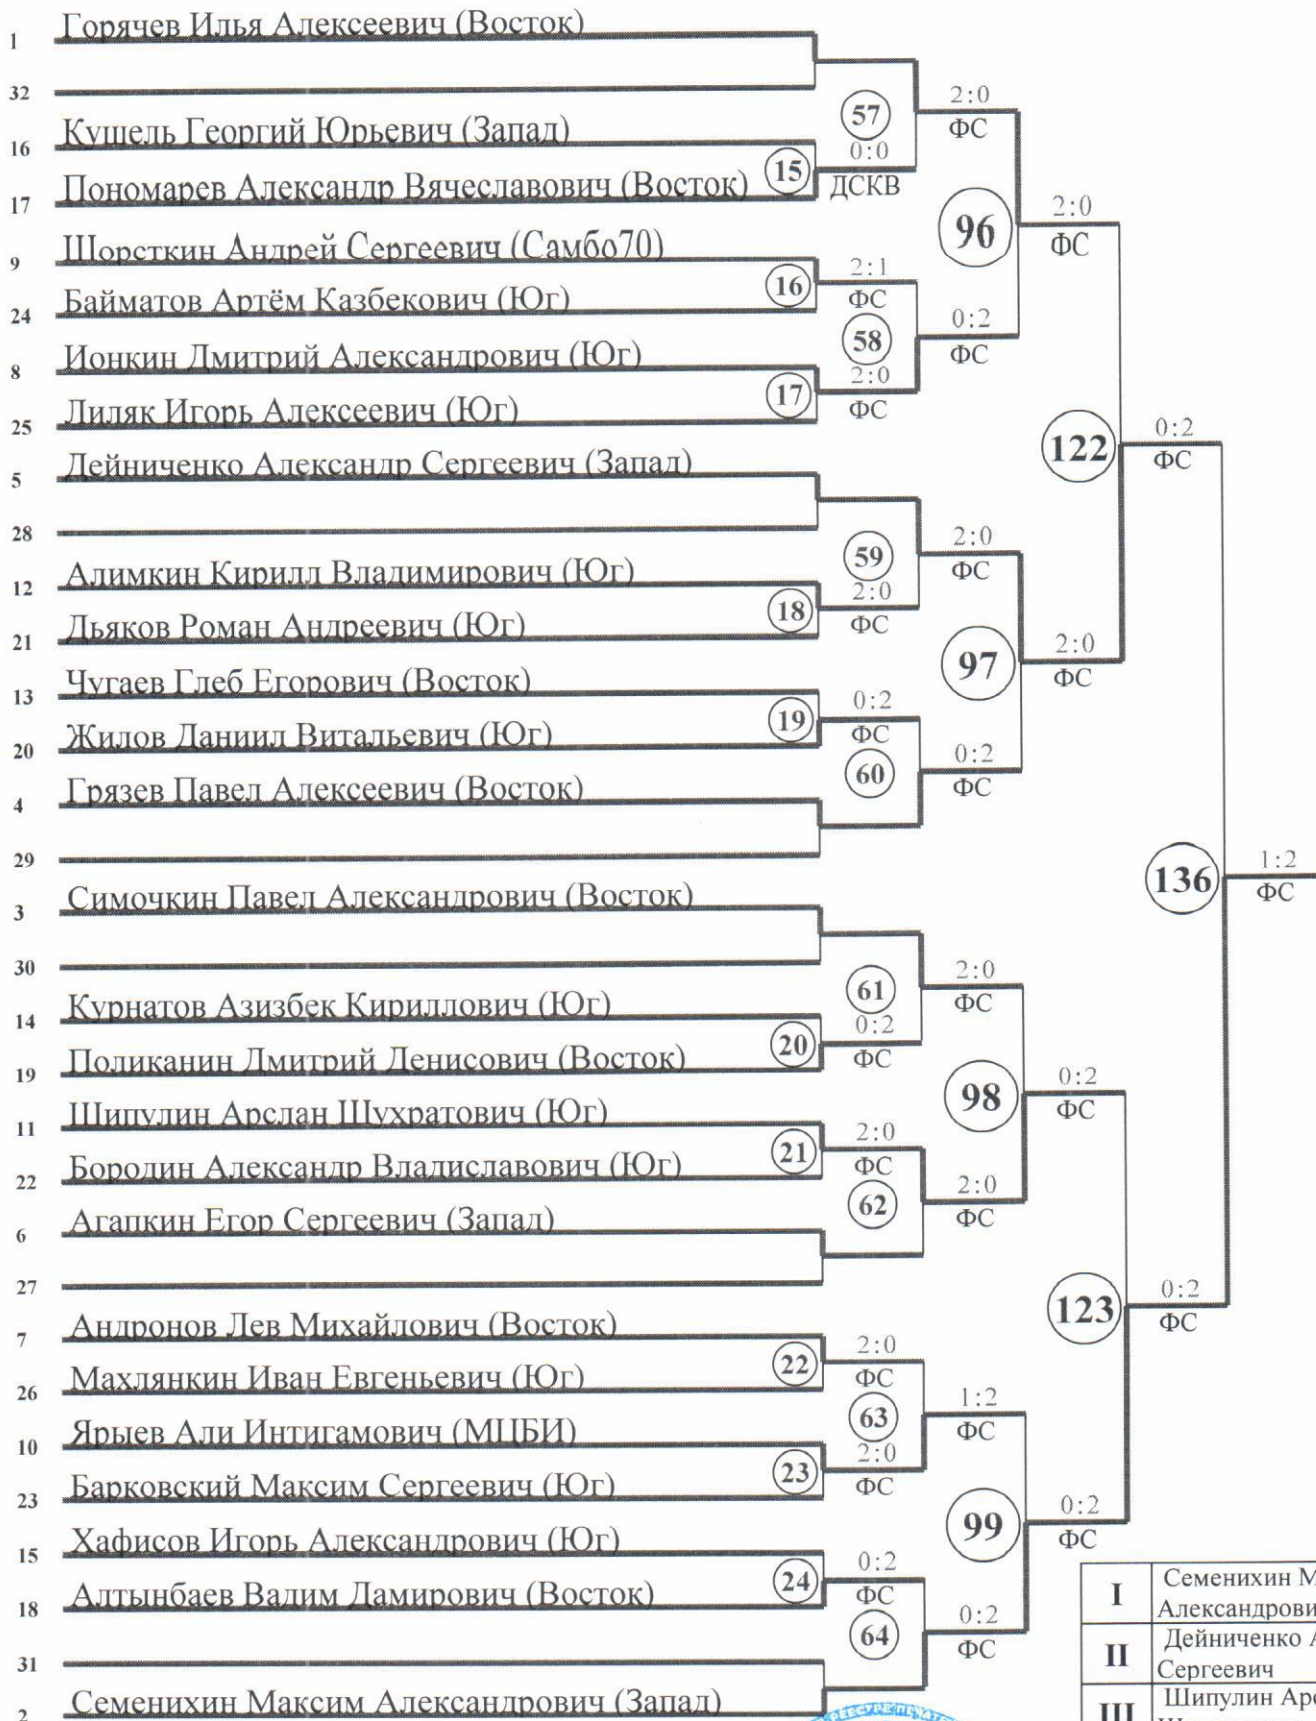 1 Горячев Илья Алексеевич (Восток)
32
57
2:0
ФС
16 Кушель Георгий Юрьевич (Запад)
15
0:0
ДСКВ
17 Пономарев Александр Вячеславович (Восток)
96
2:0
ФС
9 Шорсткин Андрей Сергеевич (Самбо70)
16
2:1
ФС
24 Байматов Артём Казбекович (Юг)
58
0:2
ФС
8 Ионкин Дмитрий Александрович (Юг)
17
2:0
ФС
25 Лиляк Игорь Алексеевич (Юг)
122
0:2
ФС
5 Дейниченко Александр Сергеевич (Запад)
28
59
2:0
ФС
12 Алимкин Кирилл Владимирович (Юг)
18
2:0
ФС
21 Дьяков Роман Андреевич (Юг)
97
2:0
ФС
13 Чугаев Глеб Егорович (Восток)
19
0:2
ФС
20 Жилов Даниил Витальевич (Юг)
60
0:2
ФС
4 Грязев Павел Алексеевич (Восток)
29
136
1:2
ФС
3 Симочкин Павел Александрович (Восток)
30
61
2:0
ФС
14 Курнатов Азизбек Кириллович (Юг)
20
0:2
ФС
19 Поликанин Дмитрий Денисович (Восток)
98
0:2
ФС
11 Шипулин Арслан Шухратович (Юг)
21
2:0
ФС
22 Бородин Александр Владиславович (Юг)
62
2:0
ФС
6 Агапкин Егор Сергеевич (Запад)
27
123
0:2
ФС
7 Андронов Лев Михайлович (Восток)
22
2:0
ФС
26 Махлянкин Иван Евгеньевич (Юг)
63
1:2
ФС
10 Ярыев Али Интигамович (МЦБИ)
23
2:0
ФС
23 Барковский Максим Сергеевич (Юг)
99
0:2
ФС
15 Хафисов Игорь Александрович (Юг)
24
0:2
ФС
18 Алтынбаев Вадим Дамирович (Восток)
64
0:2
ФС
31
2 Семенихин Максим Александрович (Запад)
I Семенихин М
Александрови
II Дейниченко А
Сергеевич
III Шипулин Арс